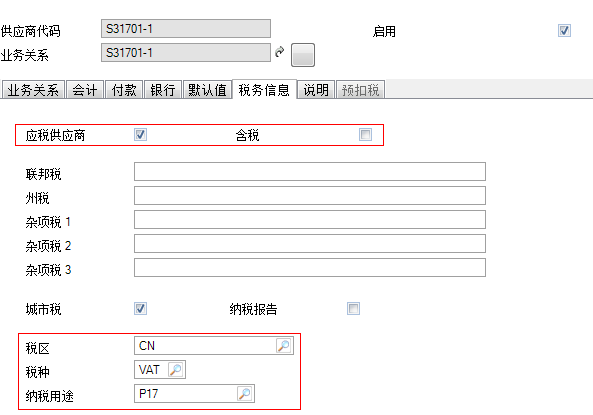 供应商代码 S31701-1 启用
业务关系 S31701-1
业务关系 会计 付款 银行 默认值 税务信息 说明 预扣税
应税供应商 含税
联邦税
州税
杂项税 1
杂项税 2
杂项税 3
城市税 纳税报告
税区 CN
税种 VAT
纳税用途 P17